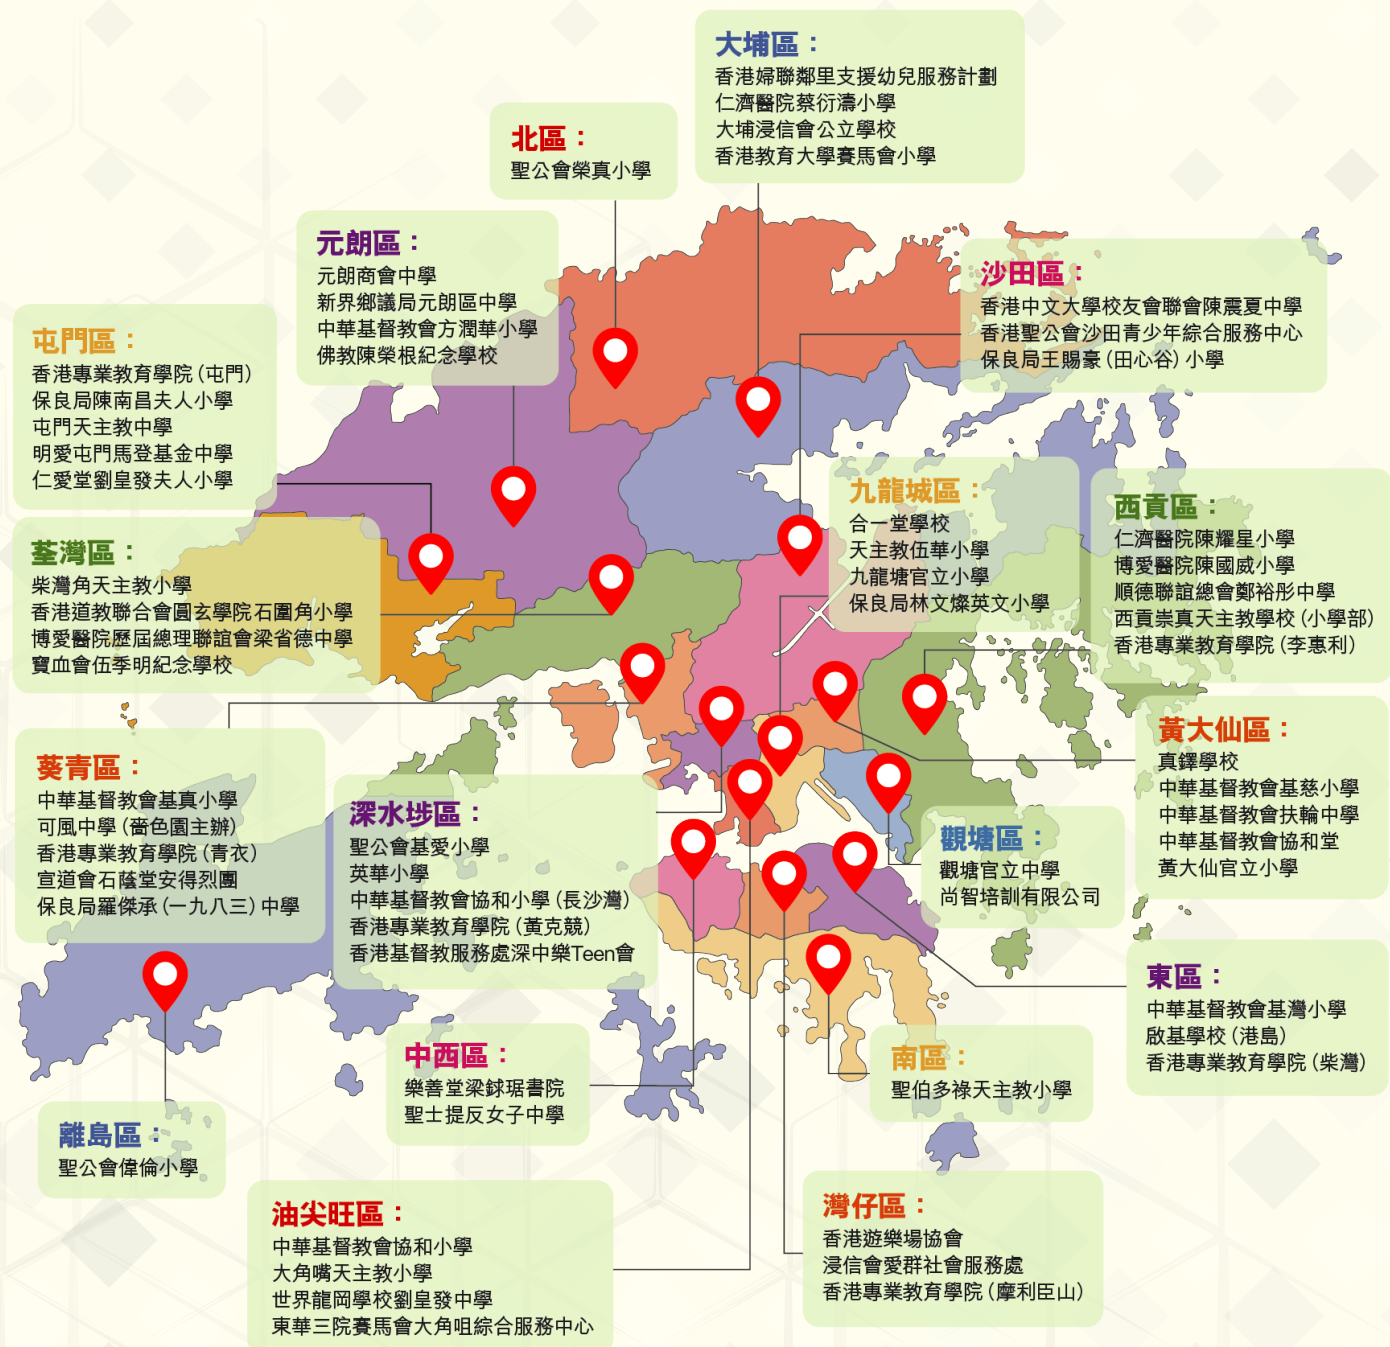 大埔區：
香港婦聯鄰里支援幼兒服務計劃
仁濟醫院蔡衍濤小學
大埔浸信會公立學校
香港教育大學賽馬會小學
北區：
聖公會榮真小學
元朗區：
元朗商會中學
新界鄉議局元朗區中學
中華基督教會方潤華小學
佛教陳榮根紀念學校
沙田區：
香港中文大學校友會聯會陳震夏中學
香港聖公會沙田青少年綜合服務中心
保良局王賜豪（田心谷）小學
屯門區：
香港專業教育學院（屯門）
保良局陳南昌夫人小學
屯門天主教中學
明愛屯門馬登基金中學
仁愛堂劉皇發夫人小學
九龍城區：
合一堂學校
天主教伍華小學
九龍塘官立小學
保良局林文燦英文小學
西貢區：
仁濟醫院陳耀星小學
博愛醫院陳國威小學
順德聯誼總會鄭裕彤中學
西貢崇真天主教學校（小學部）
香港專業教育學院（李惠利）
荃灣區：
柴灣角天主教小學
香港道教聯合會圓玄學院石圍角小學
博愛醫院歷屆總理聯誼會梁省德中學
寶血會伍季明紀念學校
黃大仙區：
真鐸學校
中華基督教會基慈小學
中華基督教會扶輪中學
中華基督教會協和堂
黃大仙官立小學
葵青區：
中華基督教會基真小學
可風中學（嗇色園主辦）
香港專業教育學院（青衣）
宣道會石蔭堂安得烈團
保良局羅傑承（一九八三）中學
深水埗區：
聖公會基愛小學
英華小學
中華基督教會協和小學（長沙灣）
香港專業教育學院（黃克競）
香港基督教服務處深中樂Teen會
觀塘區：
觀塘官立中學
尚智培訓有限公司
東區：
中華基督教會基灣小學
啟基學校（港島）
香港專業教育學院（柴灣）
中西區：
樂善堂梁銶琚書院
聖士提反女子中學
南區：
聖伯多祿天主教小學
離島區：
聖公會偉倫小學
油尖旺區：
中華基督教會協和小學
大角嘴天主教小學
世界龍岡學校劉皇發中學
東華三院賽馬會大角咀綜合服務中心
灣仔區：
香港遊樂場協會
浸信會愛群社會服務處
香港專業教育學院（摩利臣山）